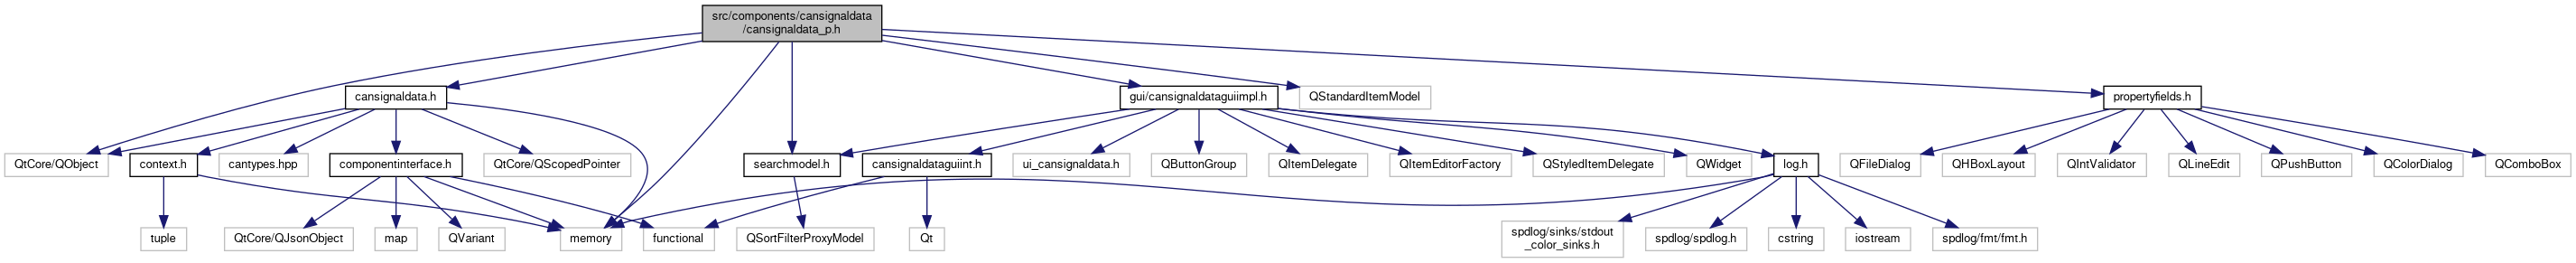 src/components/cansignaldata
/cansignaldata_p.h
cansignaldata.h
gui/cansignaldataguiimpl.h
QStandardItemModel
propertyfields.h
QtCore/QObject
context.h
cantypes.hpp
componentinterface.h
QtCore/QScopedPointer
searchmodel.h
cansignaldataguiint.h
ui_cansignaldata.h
QButtonGroup
QItemDelegate
QItemEditorFactory
QStyledItemDelegate
QWidget
log.h
QFileDialog
QHBoxLayout
QIntValidator
QLineEdit
QPushButton
QColorDialog
QComboBox
tuple
QtCore/QJsonObject
map
QVariant
memory
functional
QSortFilterProxyModel
Qt
spdlog/sinks/stdout
_color_sinks.h
spdlog/spdlog.h
cstring
iostream
spdlog/fmt/fmt.h